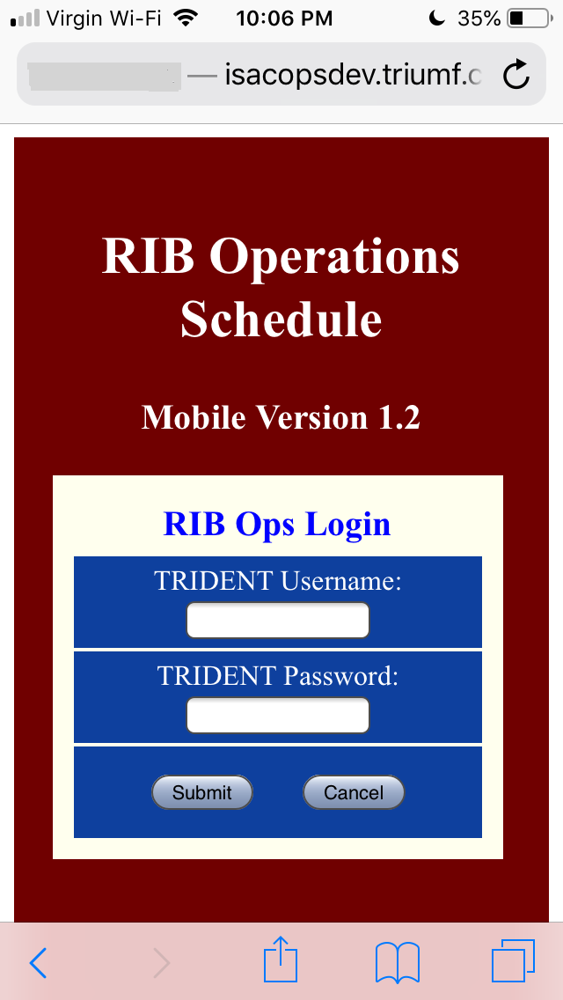 Virgin Wi-Fi 10:06 PM 35%
— isacopsdev.triumf.c
RIB Operations
Schedule
Mobile Version 1.2
RIB Ops Login
TRIDENT Username:
TRIDENT Password:
Submit Cancel